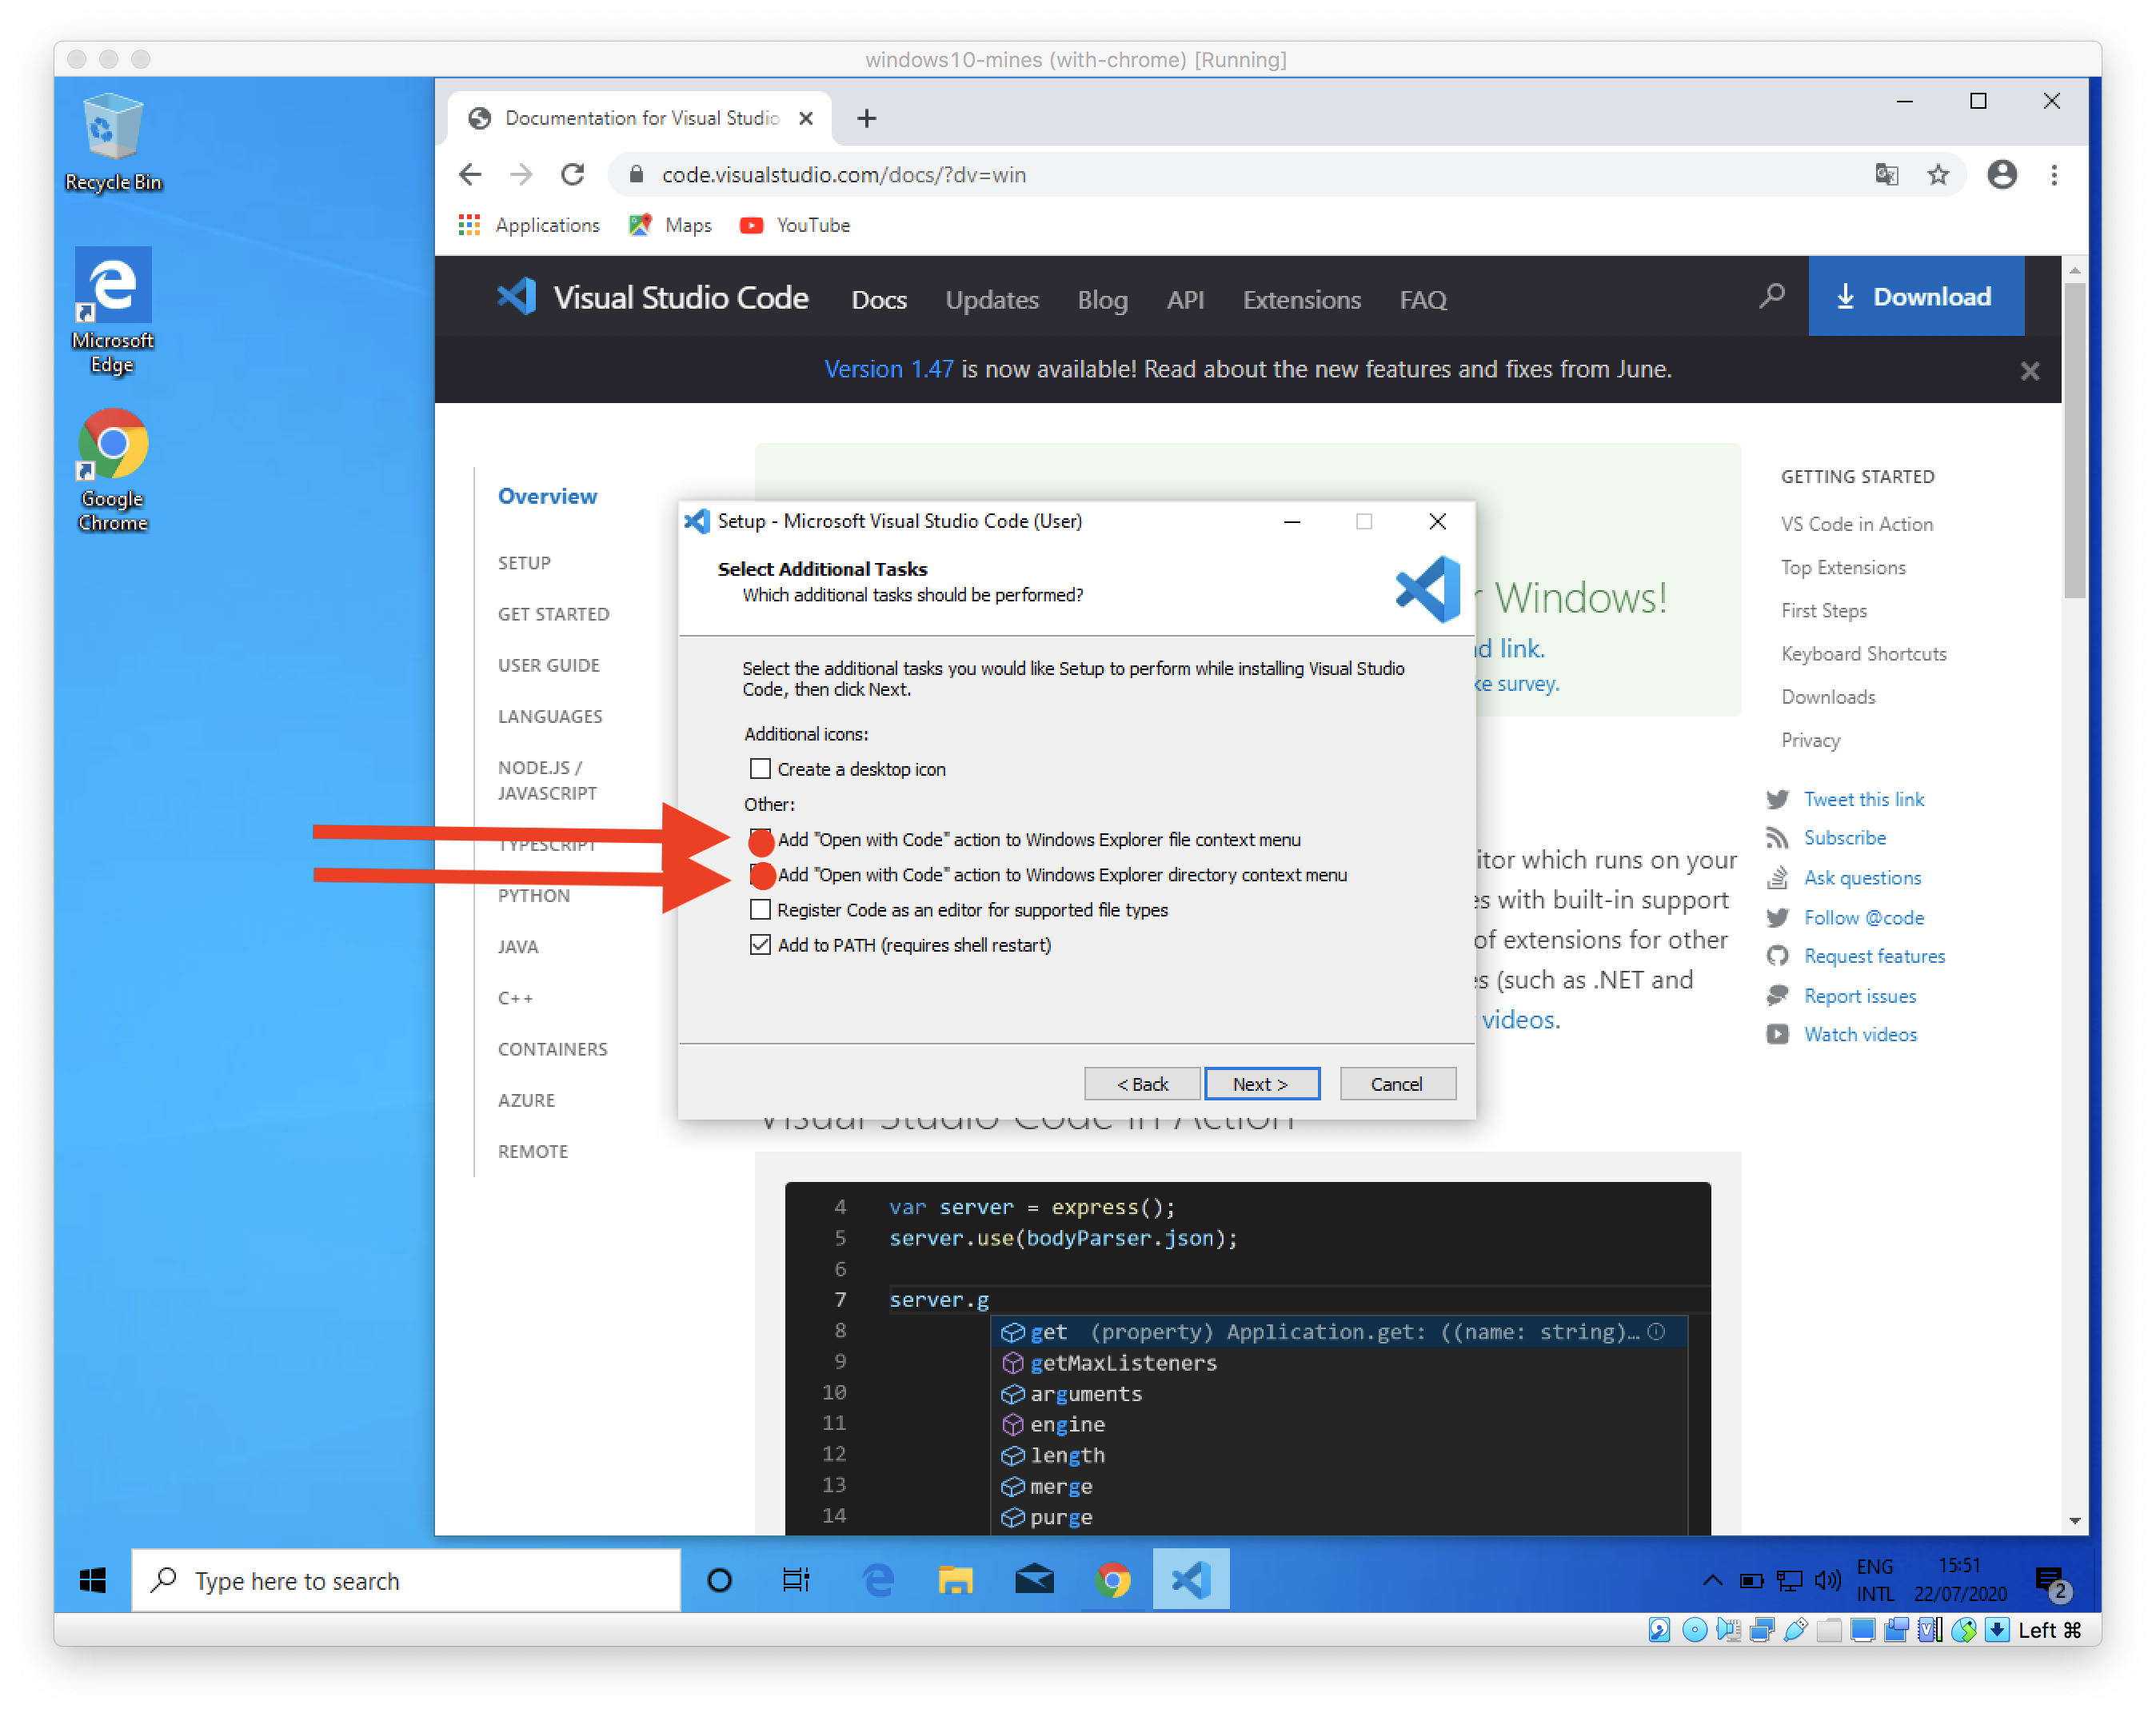 windows10-mines (with-chrome) [Running]
Recycle Bin
Microsoft
Edge
Google
Chrome
Documentation for Visual Studio
code.visualstudio.com/docs/?dv=win
Applications
Maps
YouTube
Visual Studio Code
Docs
Updates
Blog
API
Extensions
FAQ
Download
Version 1.47 is now available! Read about the new features and fixes from June.
Overview
SETUP
GET STARTED
USER GUIDE
LANGUAGES
NODE.JS /
JAVASCRIPT
TYPESCRIPT
PYTHON
JAVA
C++
CONTAINERS
AZURE
REMOTE
Windows!
link.
survey.
Setup - Microsoft Visual Studio Code (User)
Select Additional Tasks
Which additional tasks should be performed?
Select the additional tasks you would like Setup to perform while installing Visual Studio
Code, then click Next.
Additional icons:
Create a desktop icon
Other:
Add "Open with Code" action to Windows Explorer file context menu
Add "Open with Code" action to Windows Explorer directory context menu
Register Code as an editor for supported file types
Add to PATH (requires shell restart)
< Back
Next >
Cancel
which runs on your
with built-in support
of extensions for other
(such as .NET and
videos.
Visual Studio Code in Action
4 var server = express();
5 server.use(bodyParser.json);
6
7 server.g
8 get (property) Application.get: ((name: string)…
9 getMaxListeners
10 arguments
11 engine
12 length
13 merge
14 purge
GETTING STARTED
VS Code in Action
Top Extensions
First Steps
Keyboard Shortcuts
Downloads
Privacy
Tweet this link
Subscribe
Ask questions
Follow @code
Request features
Report issues
Watch videos
Type here to search
ENG
INTL
15:51
22/07/2020
2
Left ⌘